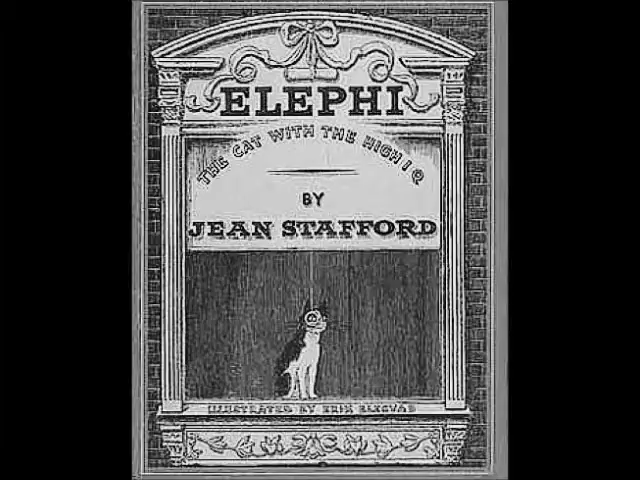 ELEPHI
THE CAT WITH THE HIGH I Q
BY
JEAN STAFFORD
ILLUSTRATED BY ERIK BLEGVAD